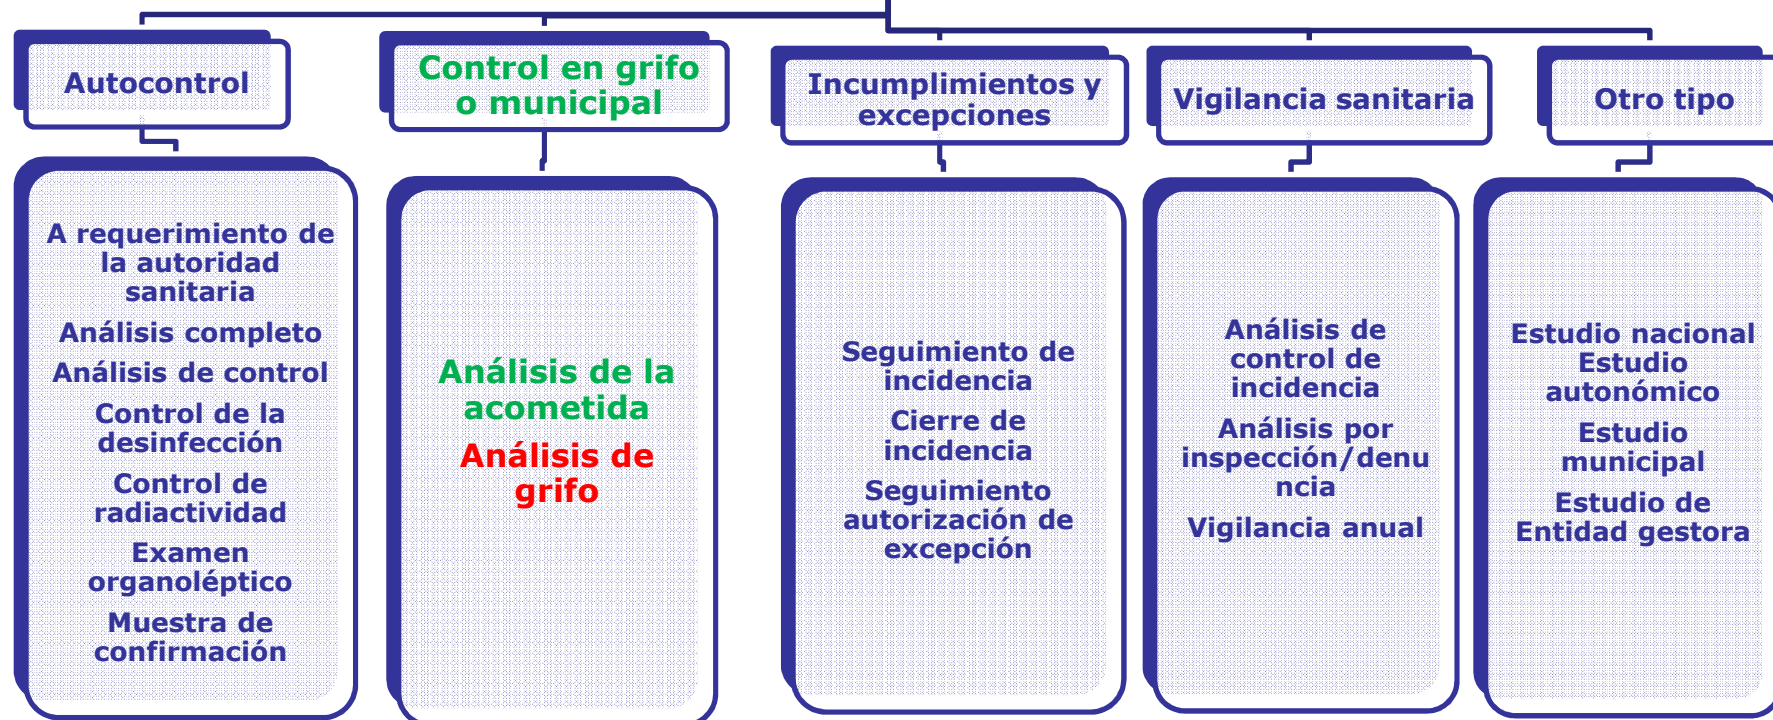 Autocontrol
Control en grifo
o municipal
Incumplimientos y
excepciones
Vigilancia sanitaria
Otro tipo
A requerimiento de
la autoridad
sanitaria
Análisis completo
Análisis de control
Control de la
desinfección
Control de
radiactividad
Examen
organoléptico
Muestra de
confirmación
Análisis de la
acometida
Análisis de
grifo
Seguimiento de
incidencia
Cierre de
incidencia
Seguimiento
autorización de
excepción
Análisis de
control de
incidencia
Análisis por
inspección/denu
ncia
Vigilancia anual
Estudio nacional
Estudio
autonómico
Estudio
municipal
Estudio de
Entidad gestora